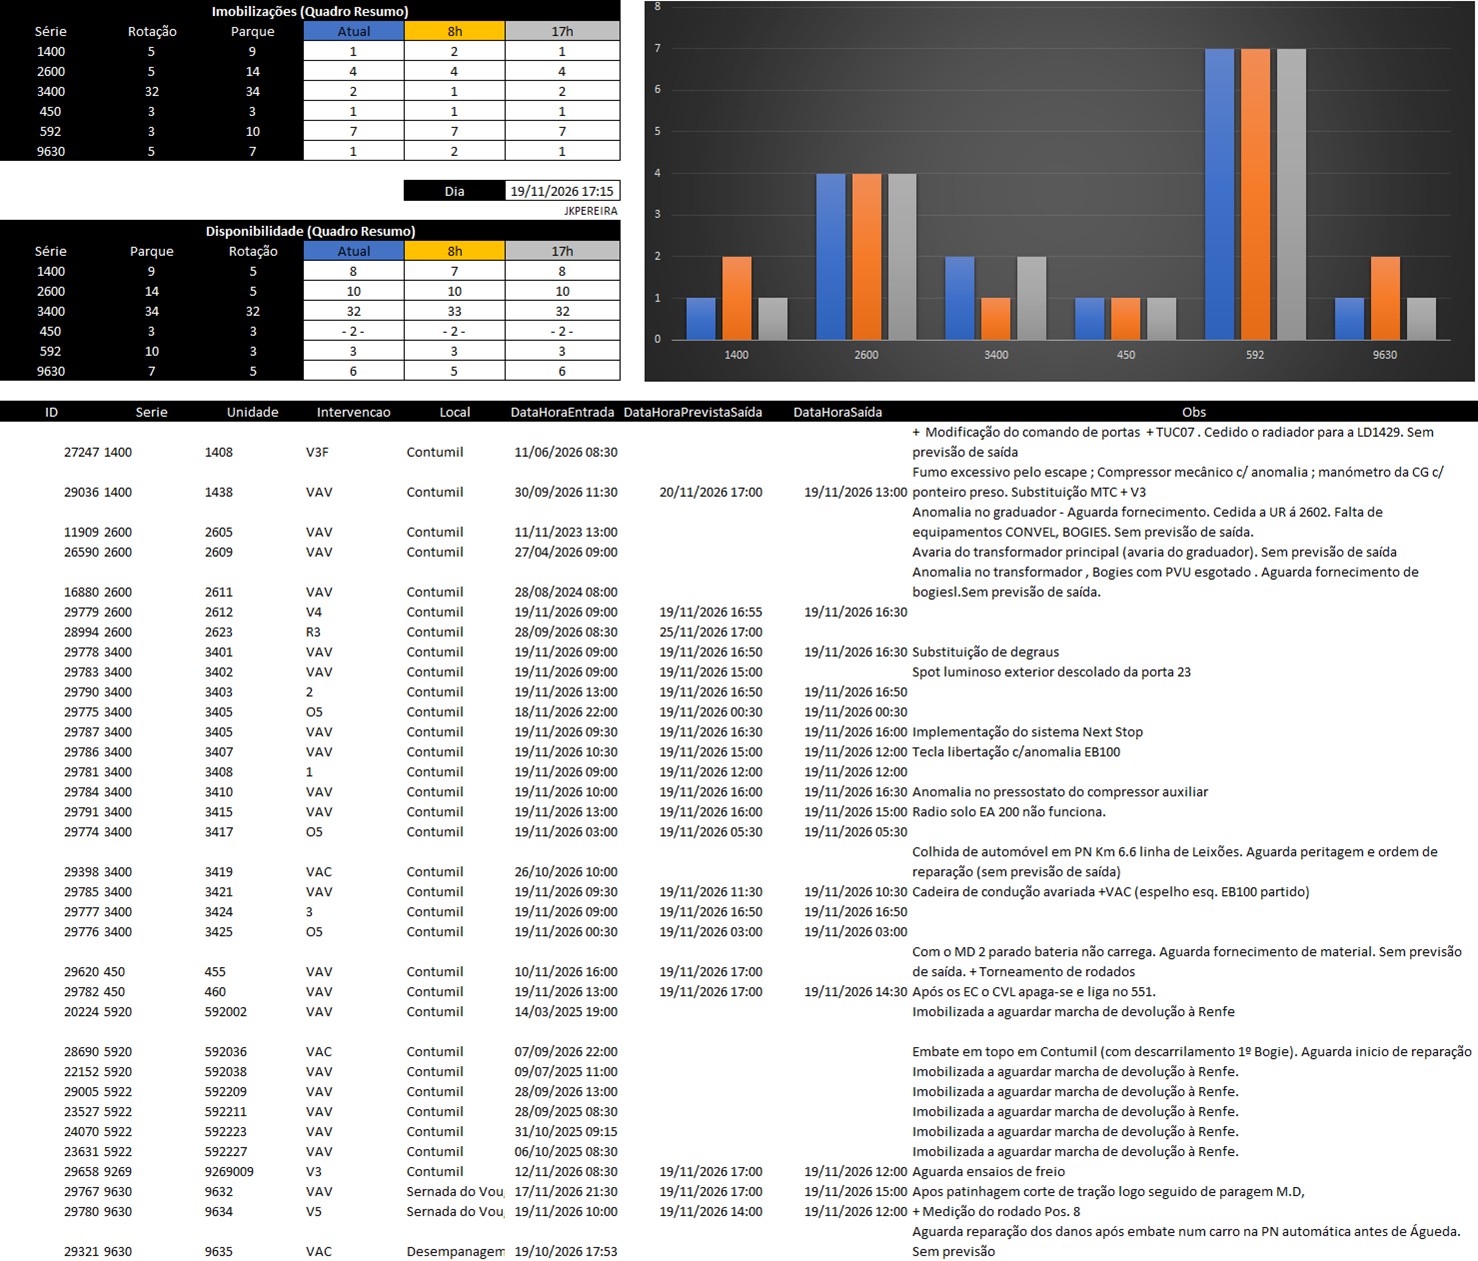 Imobilizações (Quadro Resumo)
Série Rotação Parque Atual 8h 17h
1400 5 9 1 2 1
2600 5 14 4 4 4
3400 32 34 2 1 2
450 3 3 1 1 1
592 3 10 7 7 7
9630 5 7 1 2 1
Dia 19/11/2026 17:15
JKPEREIRA
Disponibilidade (Quadro Resumo)
Série Parque Rotação Atual 8h 17h
1400 9 5 8 7 8
2600 14 5 10 10 10
3400 34 32 32 33 32
450 3 3 - 2 - - 2 - - 2 -
592 10 3 3 3 3
9630 7 5 6 5 6
8
7
6
5
4
3
2
1
0
1400 2600 3400 450 592 9630
ID Serie Unidade Intervencao Local DataHoraEntrada DataHoraPrevistaSaída DataHoraSaída Obs
+ Modificação do comando de portas + TUC07 . Cedido o radiador para a LD1429. Sem
27247 1400 1408 V3F Contumil 11/06/2026 08:30 previsão de saída
Fumo excessivo pelo escape ; Compressor mecânico c/ anomalia ; manómetro da CG c/
29036 1400 1438 VAV Contumil 30/09/2026 11:30 20/11/2026 17:00 19/11/2026 13:00 ponteiro preso. Substituição MTC + V3
Anomalia no graduador - Aguarda fornecimento. Cedida a UR á 2602. Falta de
11909 2600 2605 VAV Contumil 11/11/2023 13:00 equipamentos CONVEL, BOGIES. Sem previsão de saída.
26590 2600 2609 VAV Contumil 27/04/2026 09:00 Avaria do transformador principal (avaria do graduador). Sem previsão de saída
Anomalia no transformador , Bogies com PVU esgotado . Aguarda fornecimento de
16880 2600 2611 VAV Contumil 28/08/2024 08:00 bogiesl.Sem previsão de saída.
29779 2600 2612 V4 Contumil 19/11/2026 09:00 19/11/2026 16:55 19/11/2026 16:30
28994 2600 2623 R3 Contumil 28/09/2026 08:30 25/11/2026 17:00
29778 3400 3401 VAV Contumil 19/11/2026 09:00 19/11/2026 16:50 19/11/2026 16:30 Substituição de degraus
29783 3400 3402 VAV Contumil 19/11/2026 09:00 19/11/2026 15:00 Spot luminoso exterior descolado da porta 23
29790 3400 3403 2 Contumil 19/11/2026 13:00 19/11/2026 16:50 19/11/2026 16:50
29775 3400 3405 O5 Contumil 18/11/2026 22:00 19/11/2026 00:30 19/11/2026 00:30
29787 3400 3405 VAV Contumil 19/11/2026 09:30 19/11/2026 16:30 19/11/2026 16:00 Implementação do sistema Next Stop
29786 3400 3407 VAV Contumil 19/11/2026 10:30 19/11/2026 15:00 19/11/2026 12:00 Tecla libertação c/anomalia EB100
29781 3400 3408 1 Contumil 19/11/2026 09:00 19/11/2026 12:00 19/11/2026 12:00
29784 3400 3410 VAV Contumil 19/11/2026 10:00 19/11/2026 16:00 19/11/2026 16:30 Anomalia no pressostato do compressor auxiliar
29791 3400 3415 VAV Contumil 19/11/2026 13:00 19/11/2026 16:00 19/11/2026 15:00 Radio solo EA 200 não funciona.
29774 3400 3417 O5 Contumil 19/11/2026 03:00 19/11/2026 05:30 19/11/2026 05:30
Colhida de automóvel em PN Km 6.6 linha de Leixões. Aguarda peritagem e ordem de
29398 3400 3419 VAC Contumil 26/10/2026 10:00 reparação (sem previsão de saída)
29785 3400 3421 VAV Contumil 19/11/2026 09:30 19/11/2026 11:30 19/11/2026 10:30 Cadeira de condução avariada +VAC (espelho esq. EB100 partido)
29777 3400 3424 3 Contumil 19/11/2026 09:00 19/11/2026 16:50 19/11/2026 16:50
29776 3400 3425 O5 Contumil 19/11/2026 00:30 19/11/2026 03:00 19/11/2026 03:00
Com o MD 2 parado bateria não carrega. Aguarda fornecimento de material. Sem previsão
29620 450 455 VAV Contumil 10/11/2026 16:00 19/11/2026 17:00 de saída. + Torneamento de rodados
29782 450 460 VAV Contumil 19/11/2026 13:00 19/11/2026 17:00 19/11/2026 14:30 Após os EC o CVL apaga-se e liga no 551.
20224 5920 592002 VAV Contumil 14/03/2025 19:00 Imobilizada a aguardar marcha de devolução à Renfe
28690 5920 592036 VAC Contumil 07/09/2026 22:00 Embate em topo em Contumil (com descarrilamento 1º Bogie). Aguarda inicio de reparação
22152 5920 592038 VAV Contumil 09/07/2025 11:00 Imobilizada a aguardar marcha de devolução à Renfe.
29005 5922 592209 VAV Contumil 28/09/2026 13:00 Imobilizada a aguardar marcha de devolução à Renfe.
23527 5922 592211 VAV Contumil 28/09/2025 08:30 Imobilizada a aguardar marcha de devolução à Renfe.
24070 5922 592223 VAV Contumil 31/10/2025 09:15 Imobilizada a aguardar marcha de devolução à Renfe.
23631 5922 592227 VAV Contumil 06/10/2025 08:30 Imobilizada a aguardar marcha de devolução à Renfe.
29658 9269 9269009 V3 Contumil 12/11/2026 08:30 19/11/2026 17:00 19/11/2026 12:00 Aguarda ensaios de freio
29767 9630 9632 VAV Sernada do Vou 17/11/2026 21:30 19/11/2026 17:00 19/11/2026 15:00 Apos patinhagem corte de tração logo seguido de paragem M.D,
29780 9630 9634 V5 Sernada do Vou 19/11/2026 10:00 19/11/2026 14:00 19/11/2026 12:00 + Medição do rodado Pos. 8
Aguarda reparação dos danos após embate num carro na PN automática antes de Águeda.
29321 9630 9635 VAC Desempanagem 19/10/2026 17:53 Sem previsão